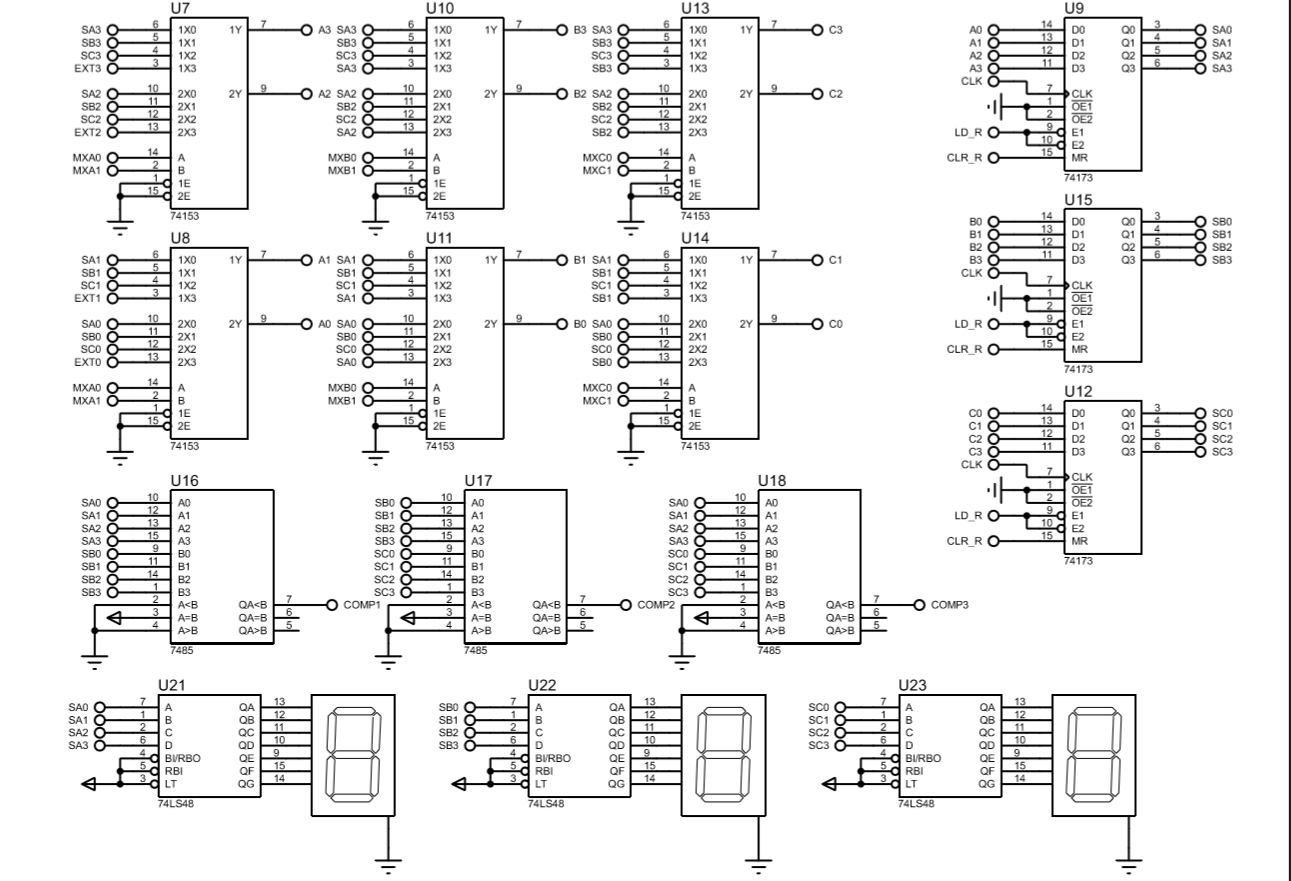 U7
SA3 6 1X0 1Y 7 A3
SB3 5 1X1
SC3 4 1X2
EXT3 3 1X3
SA2 10 2X0 2Y 9 A2
SB2 11 2X1
SC2 12 2X2
EXT2 13 2X3
MXA0 14 A
MXA1 2 B
1 1E
15 2E
74153
U10
SA3 6 1X0 1Y 7 B3
SB3 5 1X1
SC3 4 1X2
SA3 3 1X3
SA2 10 2X0 2Y 9 B2
SB2 11 2X1
SC2 12 2X2
SA2 13 2X3
MXB0 14 A
MXB1 2 B
1 1E
15 2E
74153
U13
SA3 6 1X0 1Y 7 C3
SB3 5 1X1
SC3 4 1X2
SB3 3 1X3
SA2 10 2X0 2Y 9 C2
SB2 11 2X1
SC2 12 2X2
SB2 13 2X3
MXC0 14 A
MXC1 2 B
1 1E
15 2E
74153
U9
A0 14 D0 Q0 3 SA0
A1 13 D1 Q1 4 SA1
A2 12 D2 Q2 5 SA2
A3 11 D3 Q3 6 SA3
CLK 7 CLK
1 OE1
2 OE2
LD_R 9 E1
10 E2
CLR_R 15 MR
74173
U15
B0 14 D0 Q0 3 SB0
B1 13 D1 Q1 4 SB1
B2 12 D2 Q2 5 SB2
B3 11 D3 Q3 6 SB3
CLK 7 CLK
1 OE1
2 OE2
LD_R 9 E1
10 E2
CLR_R 15 MR
74173
U8
SA1 6 1X0 1Y 7 A1
SB1 5 1X1
SC1 4 1X2
EXT1 3 1X3
SA0 10 2X0 2Y 9 A0
SB0 11 2X1
SC0 12 2X2
EXT0 13 2X3
MXA0 14 A
MXA1 2 B
1 1E
15 2E
74153
U11
SA1 6 1X0 1Y 7 B1
SB1 5 1X1
SC1 4 1X2
SA1 3 1X3
SA0 10 2X0 2Y 9 B0
SB0 11 2X1
SC0 12 2X2
SA0 13 2X3
MXB0 14 A
MXB1 2 B
1 1E
15 2E
74153
U14
SA1 6 1X0 1Y 7 C1
SB1 5 1X1
SC1 4 1X2
SB1 3 1X3
SA0 10 2X0 2Y 9 C0
SB0 11 2X1
SC0 12 2X2
SB0 13 2X3
MXC0 14 A
MXC1 2 B
1 1E
15 2E
74153
U12
C0 14 D0 Q0 3 SC0
C1 13 D1 Q1 4 SC1
C2 12 D2 Q2 5 SC2
C3 11 D3 Q3 6 SC3
CLK 7 CLK
1 OE1
2 OE2
LD_R 9 E1
10 E2
CLR_R 15 MR
74173
U16
SA0 10 A0
SA1 12 A1
SA2 13 A2
SA3 15 A3
SB0 9 B0
SB1 11 B1
SB2 14 B2
SB3 1 B3
2 A<B QA<B 7 COMP1
3 A=B QA=B 6
4 A>B QA>B 5
7485
U17
SB0 10 A0
SB1 12 A1
SB2 13 A2
SB3 15 A3
SC0 9 B0
SC1 11 B1
SC2 14 B2
SC3 1 B3
2 A<B QA<B 7 COMP2
3 A=B QA=B 6
4 A>B QA>B 5
7485
U18
SA0 10 A0
SA1 12 A1
SA2 13 A2
SA3 15 A3
SC0 9 B0
SC1 11 B1
SC2 14 B2
SC3 1 B3
2 A<B QA<B 7 COMP3
3 A=B QA=B 6
4 A>B QA>B 5
7485
U21
SA0 7 A QA 13
SA1 1 B QB 12
SA2 2 C QC 11
SA3 6 D QD 10
4 BI/RBO QE 9
5 RBI QF 15
3 LT QG 14
74LS48
U22
SB0 7 A QA 13
SB1 1 B QB 12
SB2 2 C QC 11
SB3 6 D QD 10
4 BI/RBO QE 9
5 RBI QF 15
3 LT QG 14
74LS48
U23
SC0 7 A QA 13
SC1 1 B QB 12
SC2 2 C QC 11
SC3 6 D QD 10
4 BI/RBO QE 9
5 RBI QF 15
3 LT QG 14
74LS48